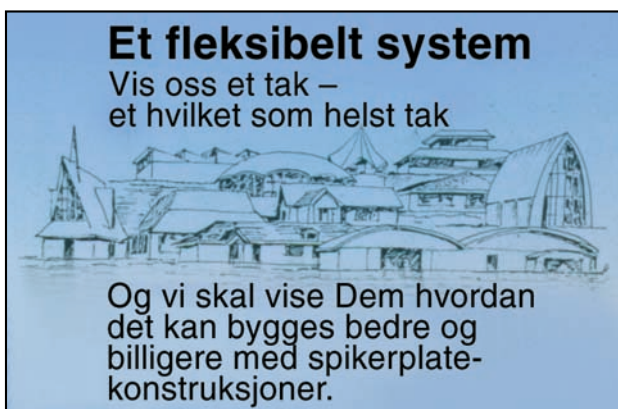 Et fleksibelt system
Vis oss et tak –
et hvilket som helst tak
Og vi skal vise Dem hvordan
det kan bygges bedre og
billigere med spikerplate-
konstruksjoner.